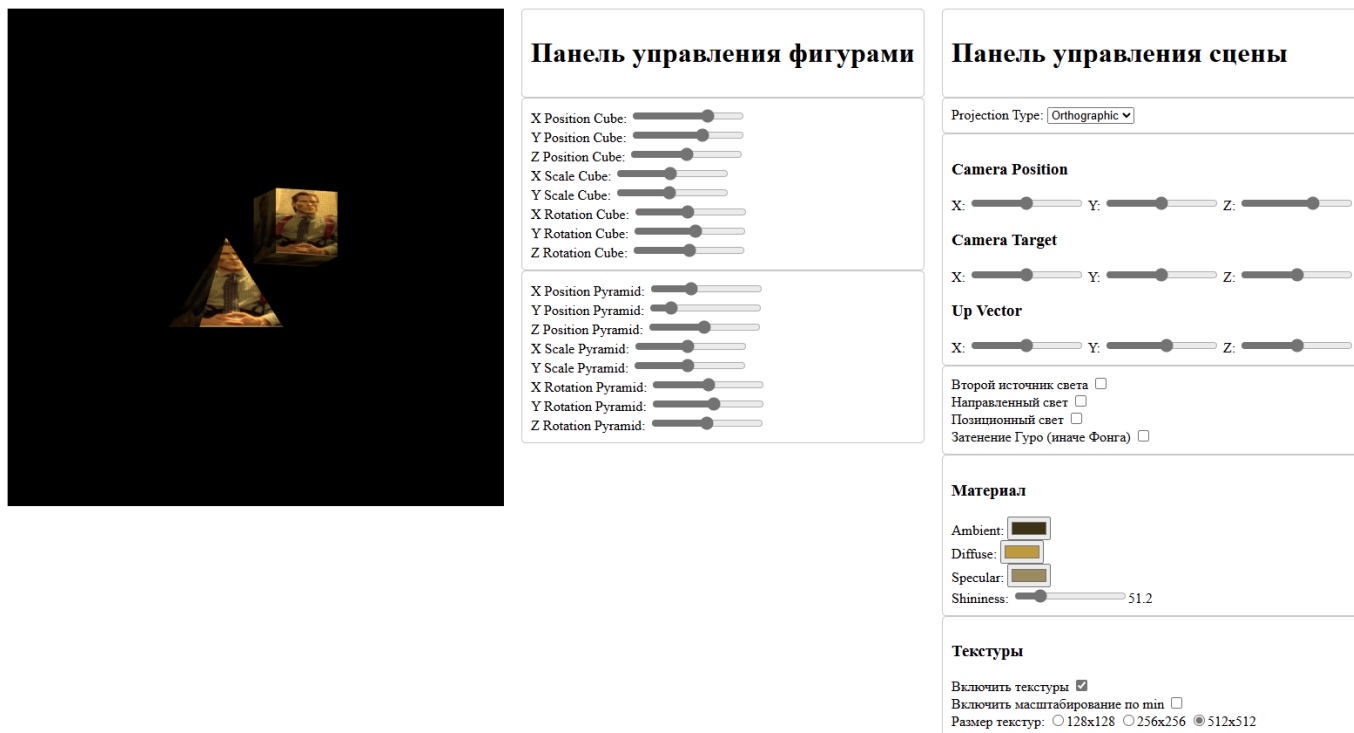 Панель управления фигурами
X Position Cube:
Y Position Cube:
Z Position Cube:
X Scale Cube:
Y Scale Cube:
X Rotation Cube:
Y Rotation Cube:
Z Rotation Cube:
X Position Pyramid:
Y Position Pyramid:
Z Position Pyramid:
X Scale Pyramid:
Y Scale Pyramid:
X Rotation Pyramid:
Y Rotation Pyramid:
Z Rotation Pyramid:
Панель управления сцены
Projection Type: Orthographic
Camera Position
X: Y: Z:
Camera Target
X: Y: Z:
Up Vector
X: Y: Z:
Второй источник света
Направленный свет
Позиционный свет
Затенение Гуро (иначе Фонга)
Материал
Ambient:
Diffuse:
Specular:
Shininess: 51.2
Текстуры
Включить текстуры
Включить масштабирование по min
Размер текстур: 128x128 256x256 512x512